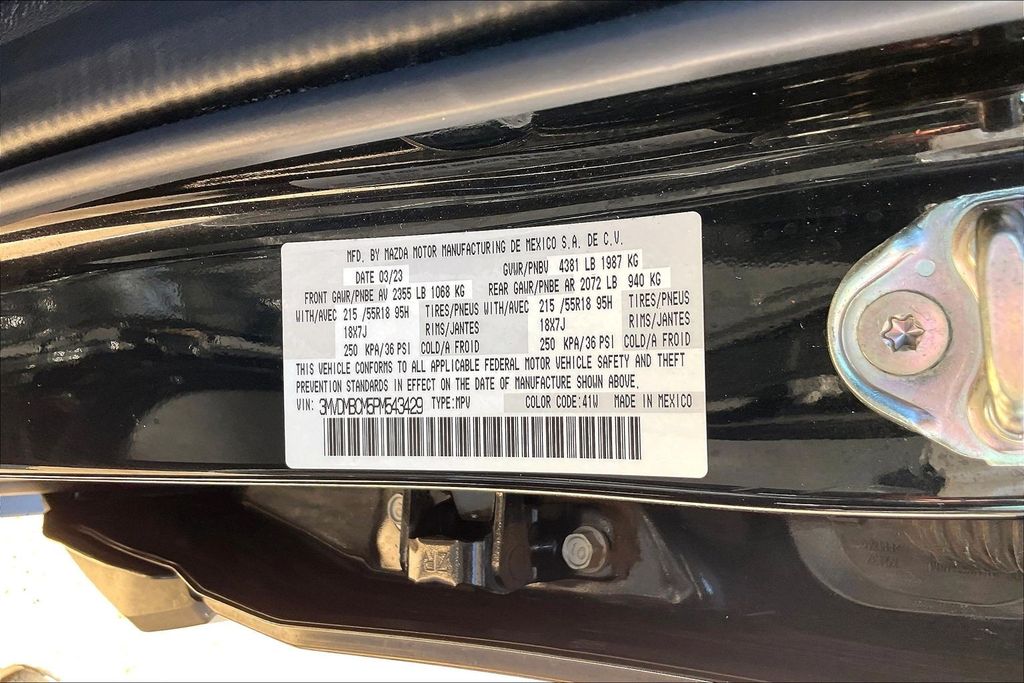 MFD. BY MAZDA MOTOR MANUFACTURING DE MEXICO S.A. DE C.V.
DATE 03/23 GVWR/PNBV 4381 LB 1987 KG
FRONT GAWR/PNBE AV 2355 LB 1068 KG REAR GAWR/PNBE AR 2072 LB 940 KG
WITH/AVEC 215 /55R18 95H TIRES/PNEUS WITH/AVEC 215 /55R18 95H TIRES/PNEUS
18X7J RIMS/JANTES 18X7J RIMS/JANTES
250 KPA/36 PSI COLD/A FROID 250 KPA/36 PSI COLD/A FROID
THIS VEHICLE CONFORMS TO ALL APPLICABLE FEDERAL MOTOR VEHICLE SAFETY AND THEFT
PREVENTION STANDARDS IN EFFECT ON THE DATE OF MANUFACTURE SHOWN ABOVE.
VIN: 3MVDMBCM5PM543429 TYPE:MPV COLOR CODE:41W MADE IN MEXICO